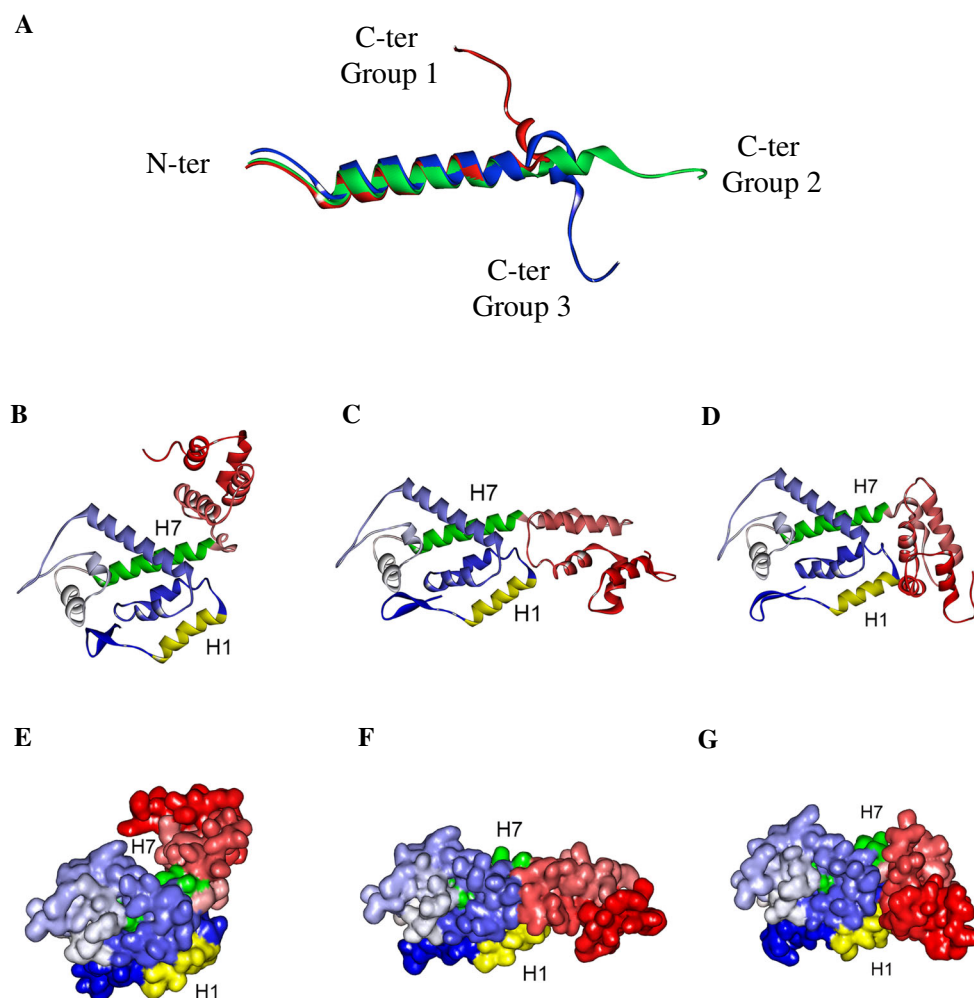 A
C-ter
Group 1
N-ter
C-ter
Group 2
C-ter
Group 3
B
H7
H1
C
H7
H1
D
H7
H1
E
H7
H1
F
H7
H1
G
H7
H1